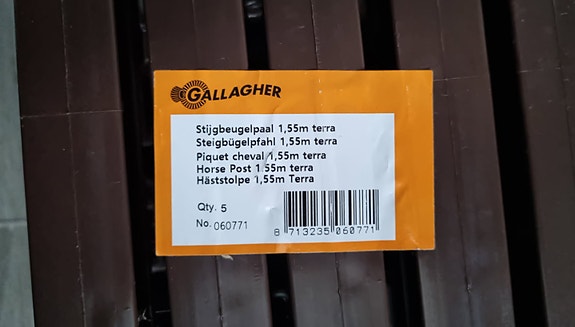 GALLAGHER
Stijgbeugelpaal 1,55m terra
Steigbügelpfahl 1,55m terra
Piquet cheval 1,55m terra
Horse Post 1 55m terra
Häststolpe 1,55m Terra
Qty. 5
No. 060771
8 713235 060771